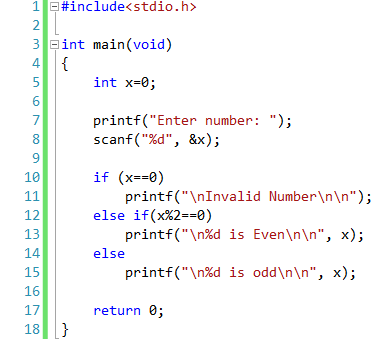 1 #include<stdio.h>
2
3 int main(void)
4 {
5     int x=0;
6
7     printf("Enter number: ");
8     scanf("%d", &x);
9
10     if (x==0)
11         printf("\nInvalid Number\n\n");
12     else if(x%2==0)
13         printf("\n%d is Even\n\n", x);
14     else
15         printf("\n%d is odd\n\n", x);
16
17     return 0;
18 }